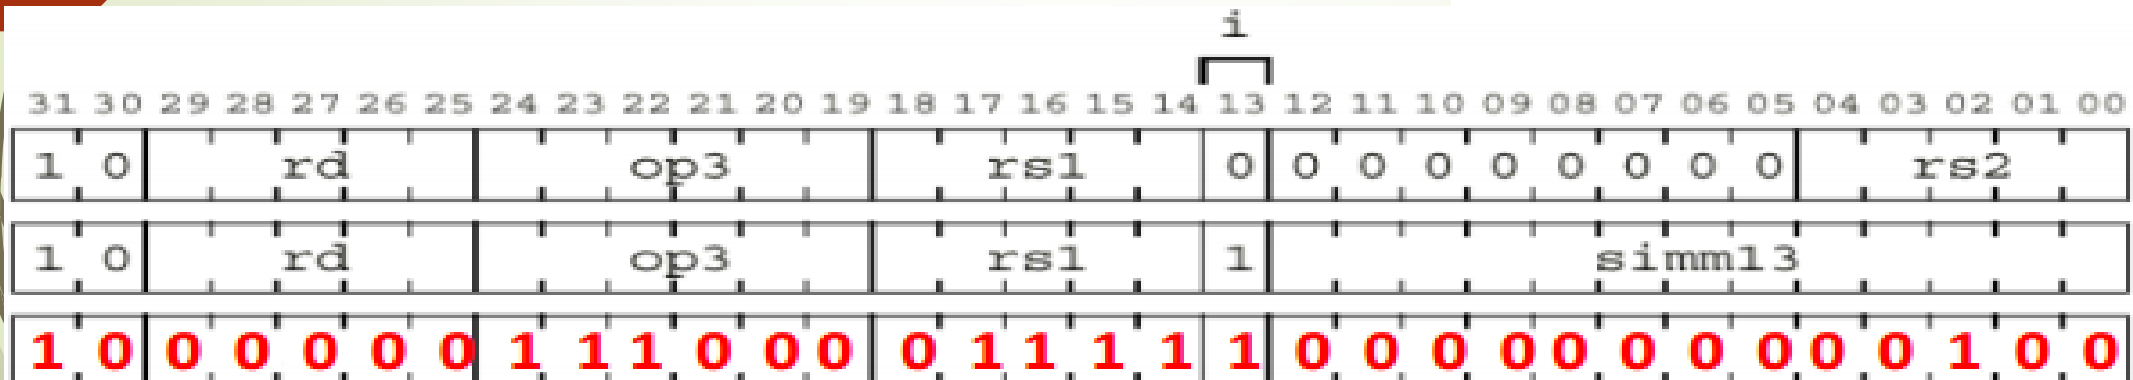 i
31 30 29 28 27 26 25 24 23 22 21 20 19 18 17 16 15 14 13 12 11 10 09 08 07 06 05 04 03 02 01 00
1 0 rd op3 rs1 0 0 0 0 0 0 0 0 0 rs2
1 0 rd op3 rs1 1 simm13
1 0 0 0 0 0 0 1 1 1 0 0 0 0 1 1 1 1 1 0 0 0 0 0 0 0 0 0 0 1 0 0